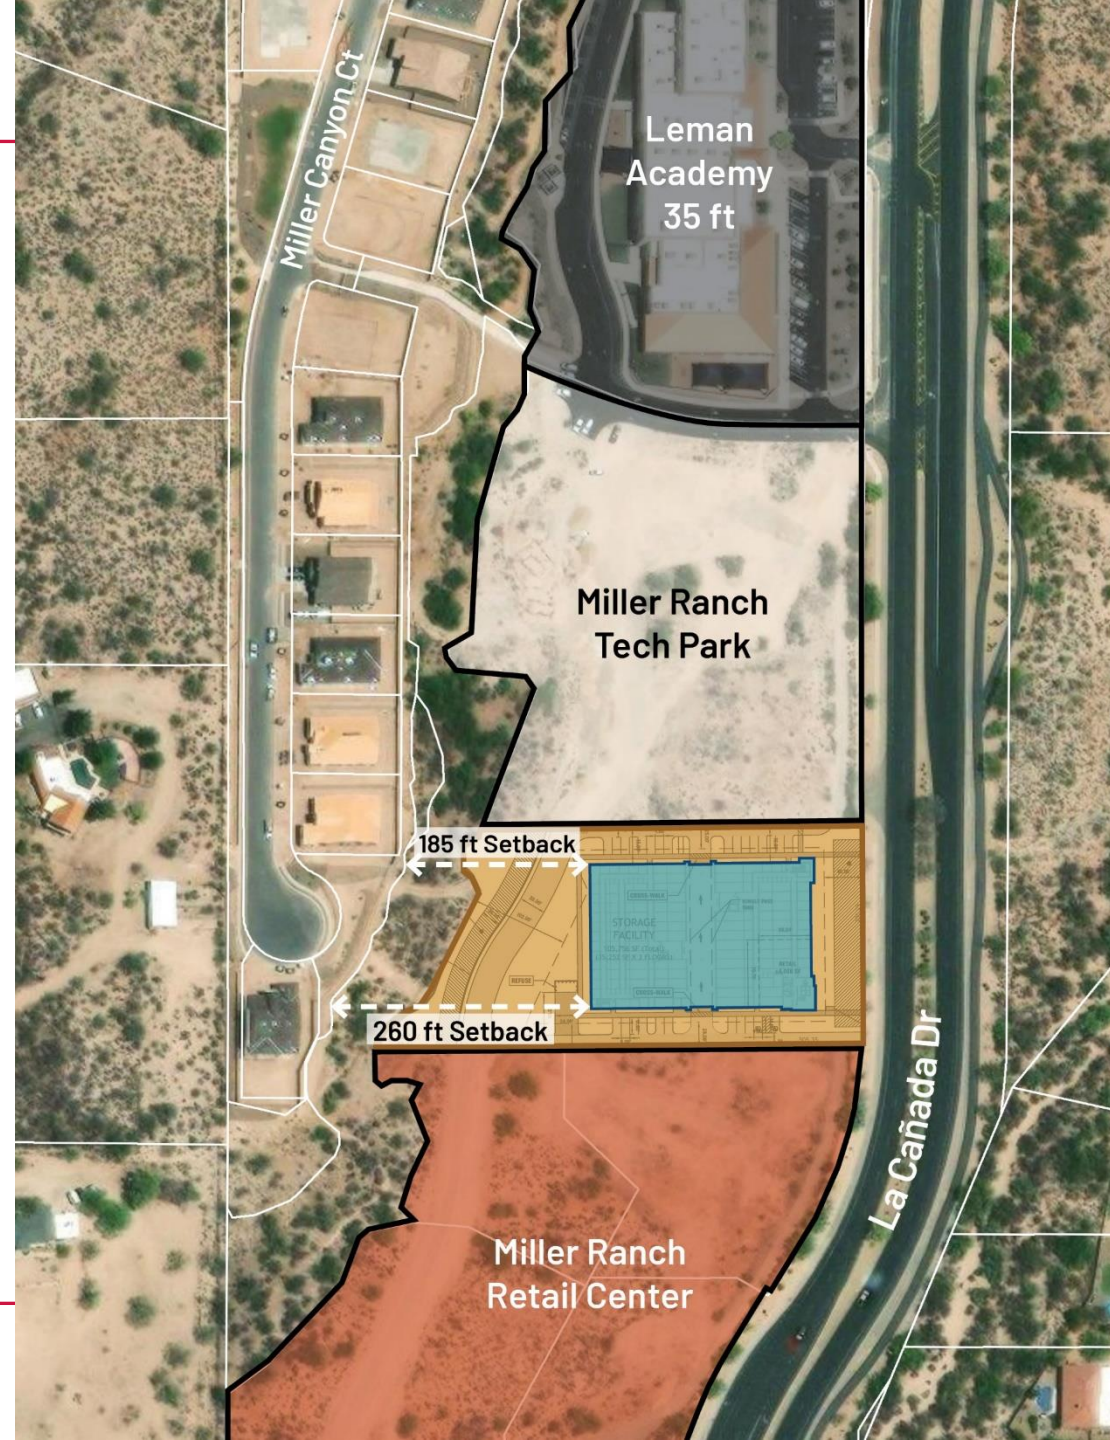 Miller Canyon Ct
Leman
Academy
35 ft
Miller Ranch
Tech Park
185 ft Setback
STORAGE
FACILITY
260 ft Setback
La Cañada Dr
Miller Ranch
Retail Center